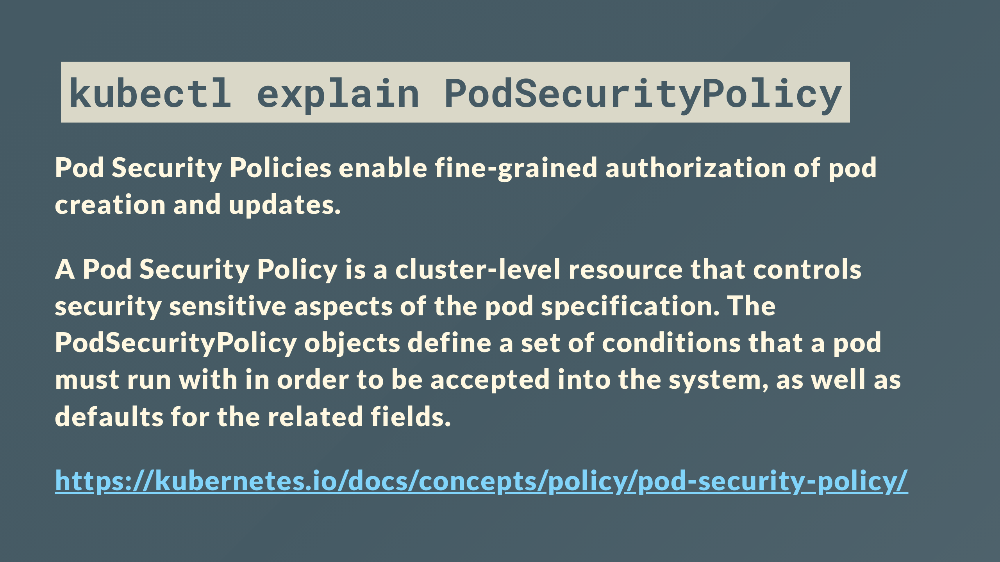 kubectl explain PodSecurityPolicy
Pod Security Policies enable fine-grained authorization of pod
creation and updates.
A Pod Security Policy is a cluster-level resource that controls
security sensitive aspects of the pod specification. The
PodSecurityPolicy objects define a set of conditions that a pod
must run with in order to be accepted into the system, as well as
defaults for the related fields.
https://kubernetes.io/docs/concepts/policy/pod-security-policy/